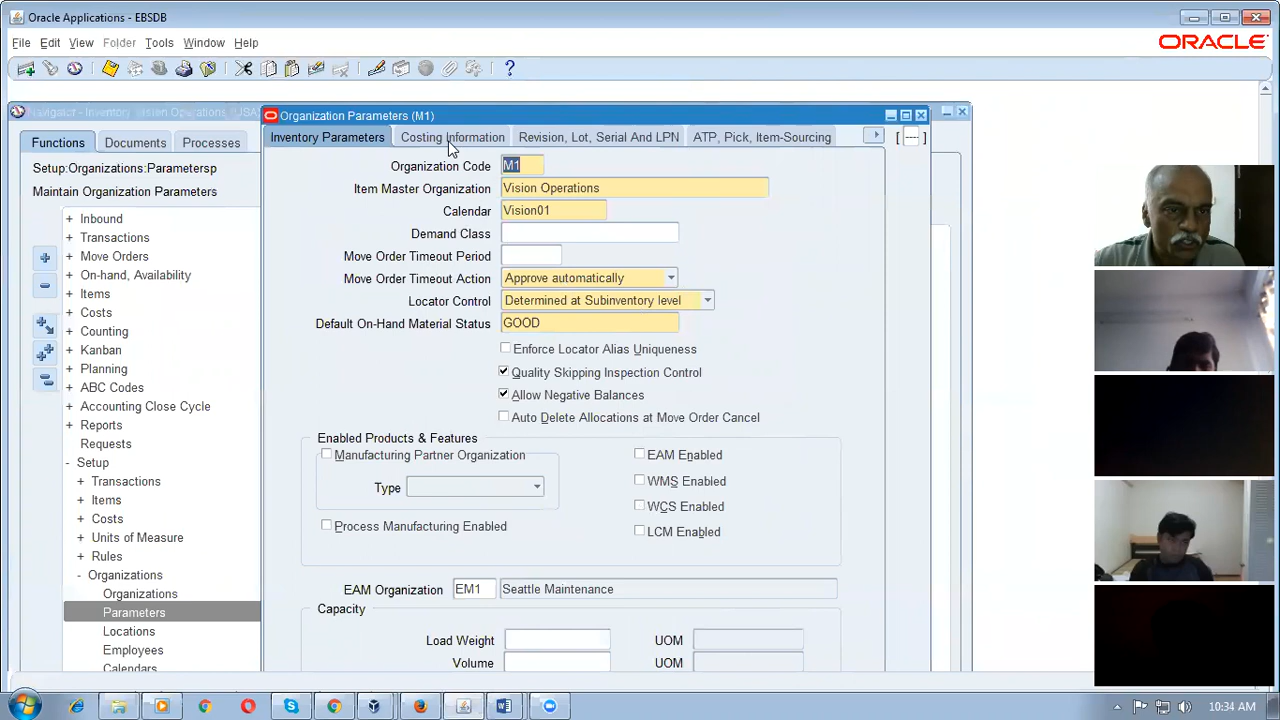 Oracle Applications - EBSDB
File Edit View Folder Tools Window Help
ORACLE
Navigator - Inventory, Vision Operations (USA)
Organization Parameters (M1)
Functions Documents Processes
Inventory Parameters Costing Information Revision, Lot, Serial And LPN ATP, Pick, Item-Sourcing
Setup:Organizations:Parametersp
Maintain Organization Parameters
+ Inbound
+ Transactions
+ Move Orders
+ On-hand, Availability
+ Items
+ Costs
+ Counting
+ Kanban
+ Planning
+ ABC Codes
+ Accounting Close Cycle
+ Reports
Requests
- Setup
+ Transactions
+ Items
+ Costs
+ Units of Measure
+ Rules
- Organizations
Organizations
Parameters
Locations
Employees
Calendars
Organization Code M1
Item Master Organization Vision Operations
Calendar Vision01
Demand Class
Move Order Timeout Period
Move Order Timeout Action Approve automatically
Locator Control Determined at Subinventory level
Default On-Hand Material Status GOOD
Enforce Locator Alias Uniqueness
Quality Skipping Inspection Control
Allow Negative Balances
Auto Delete Allocations at Move Order Cancel
Enabled Products & Features
Manufacturing Partner Organization EAM Enabled
Type WMS Enabled
WCS Enabled
Process Manufacturing Enabled LCM Enabled
EAM Organization EM1 Seattle Maintenance
Capacity
Load Weight UOM
Volume UOM
10:34 AM